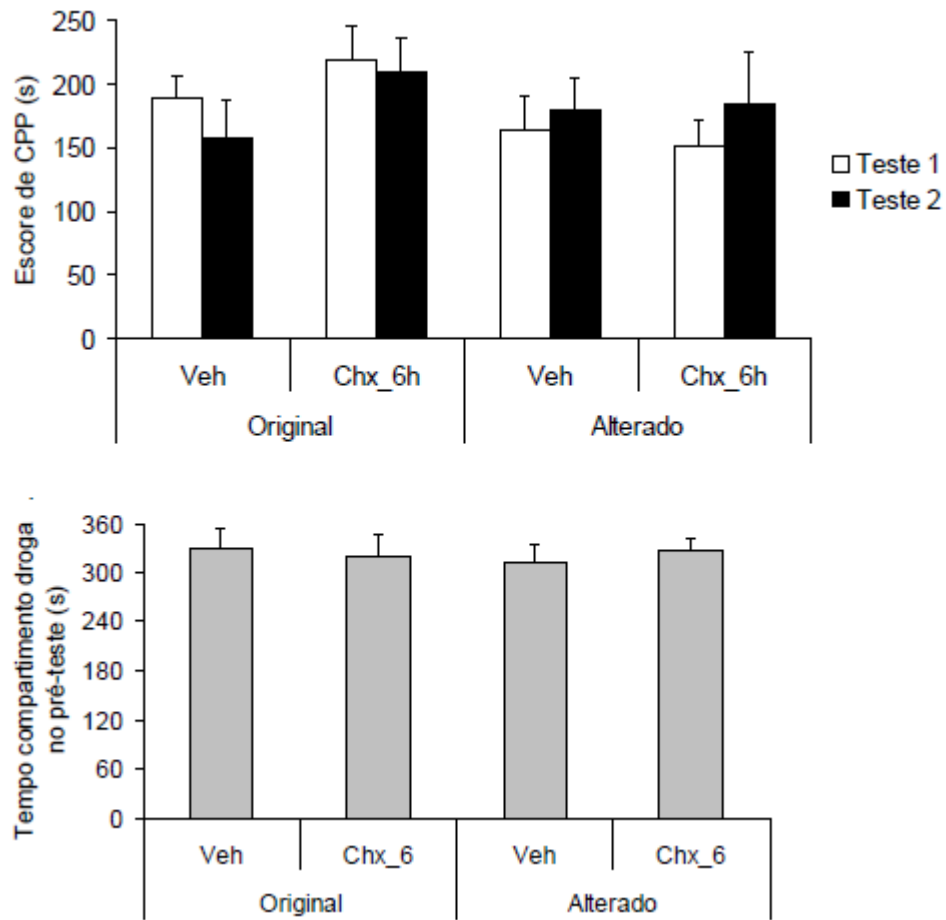 Escore de CPP (s)
250
200
150
100
50
0
Veh Chx_6h Veh Chx_6h
Original Alterado
Teste 1
Teste 2
Tempo compartimento droga
no pré-teste (s)
360
300
240
180
120
60
0
Veh Chx_6 Veh Chx_6
Original Alterado